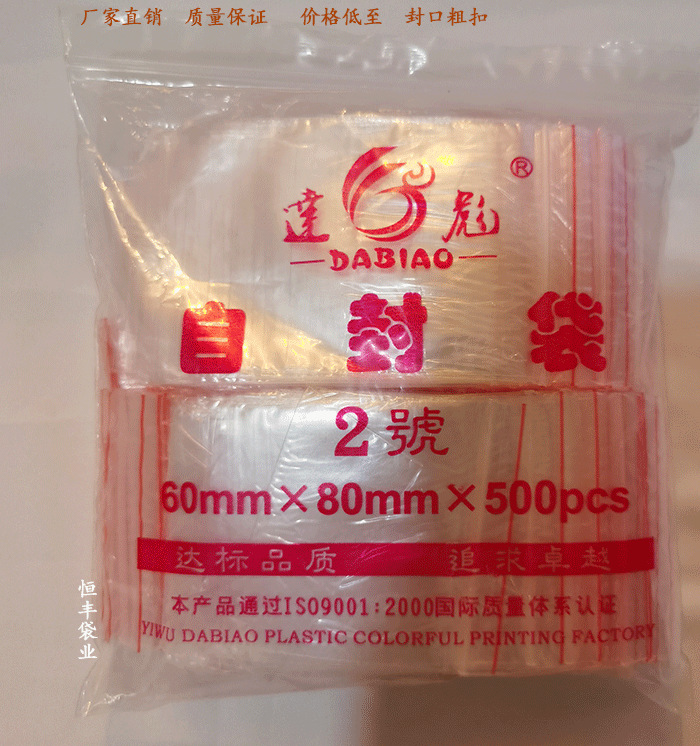 厂家直销 质量保证 价格低至 封口粗扣
達 彪 ®
DABIAO
自封袋
2號
60mm×80mm×500pcs
达标品质 追求卓越
本产品通过ISO9001:2000国际质量体系认证
YIWU DABIAO PLASTIC COLORFUL PRINTING FACTORY
恒丰袋业